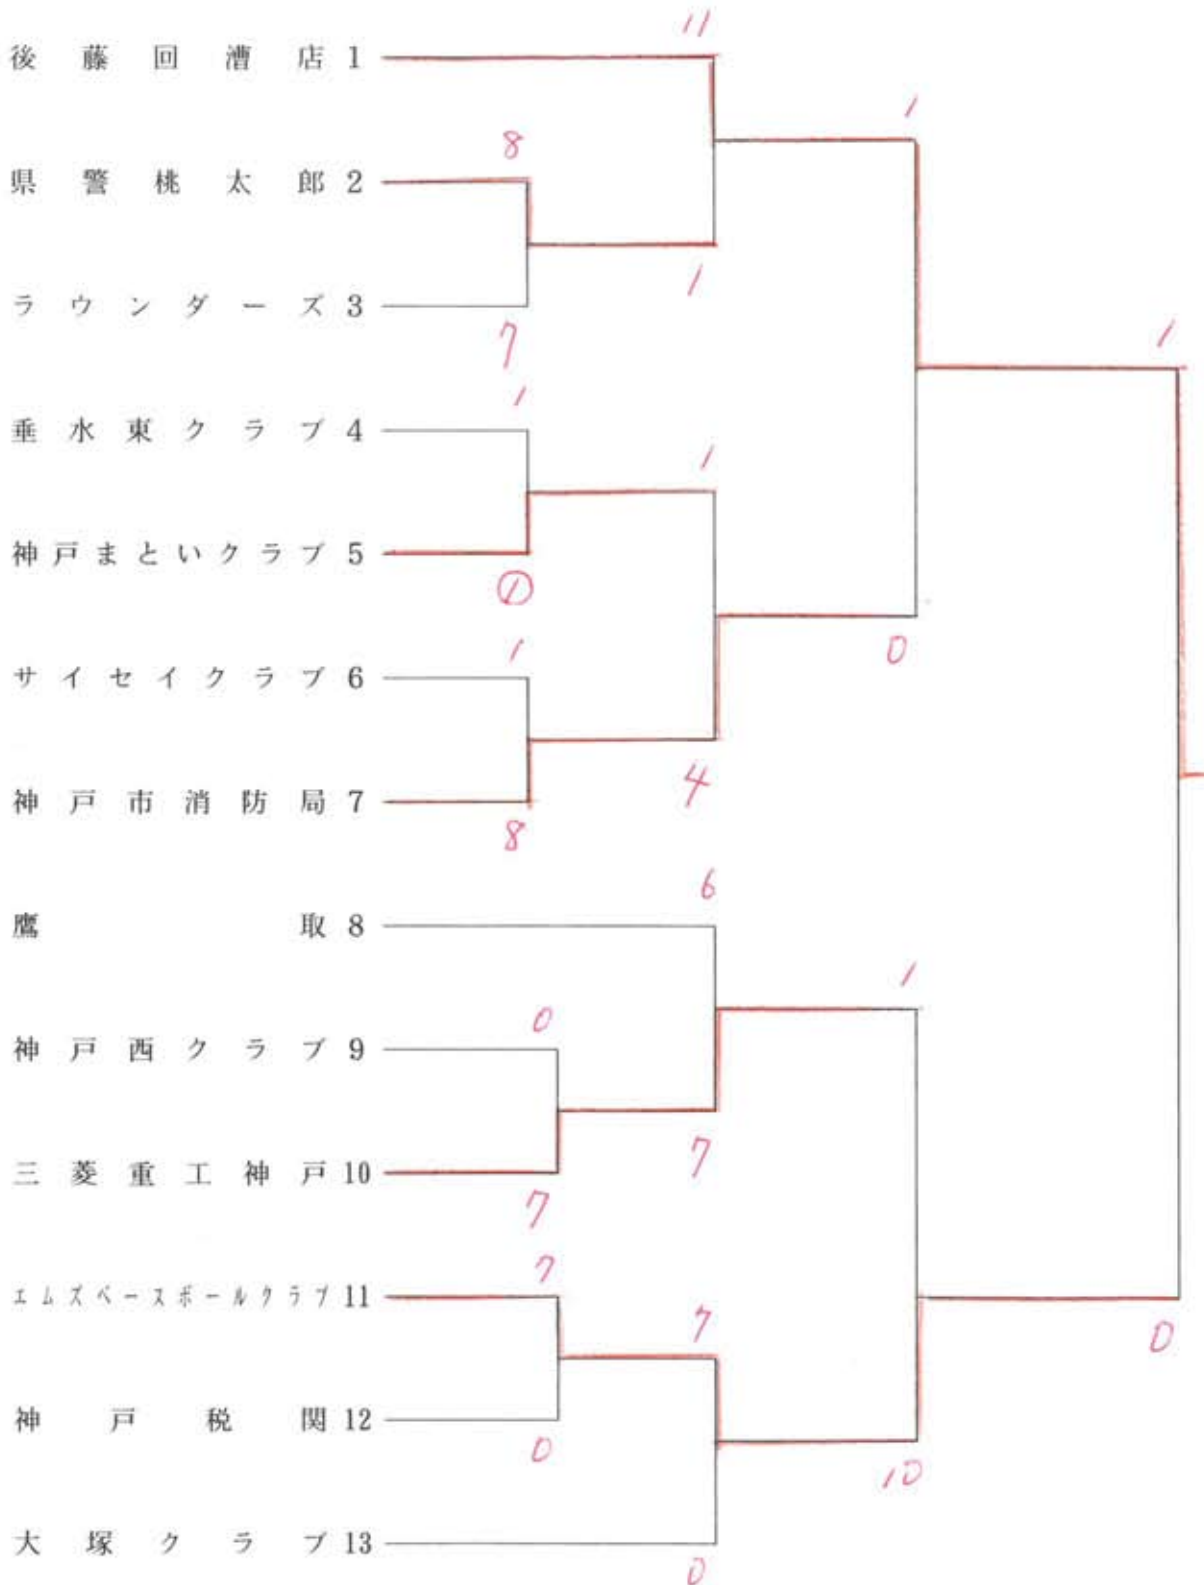 11
後藤回漕店 1
1
8
県警桃太郎 2
1
ラウンダーズ 3
7
1
1
垂水東クラブ 4
1
神戸まといクラブ 5
①
1
0
サイセイクラブ 6
4
神戸市消防局 7
8
6
鷹取 8
1
0
神戸西クラブ 9
7
三菱重工神戸 10
7
7
エムズベースボールクラブ 11
7
0
神戸税関 12
0
10
大塚クラブ 13
0